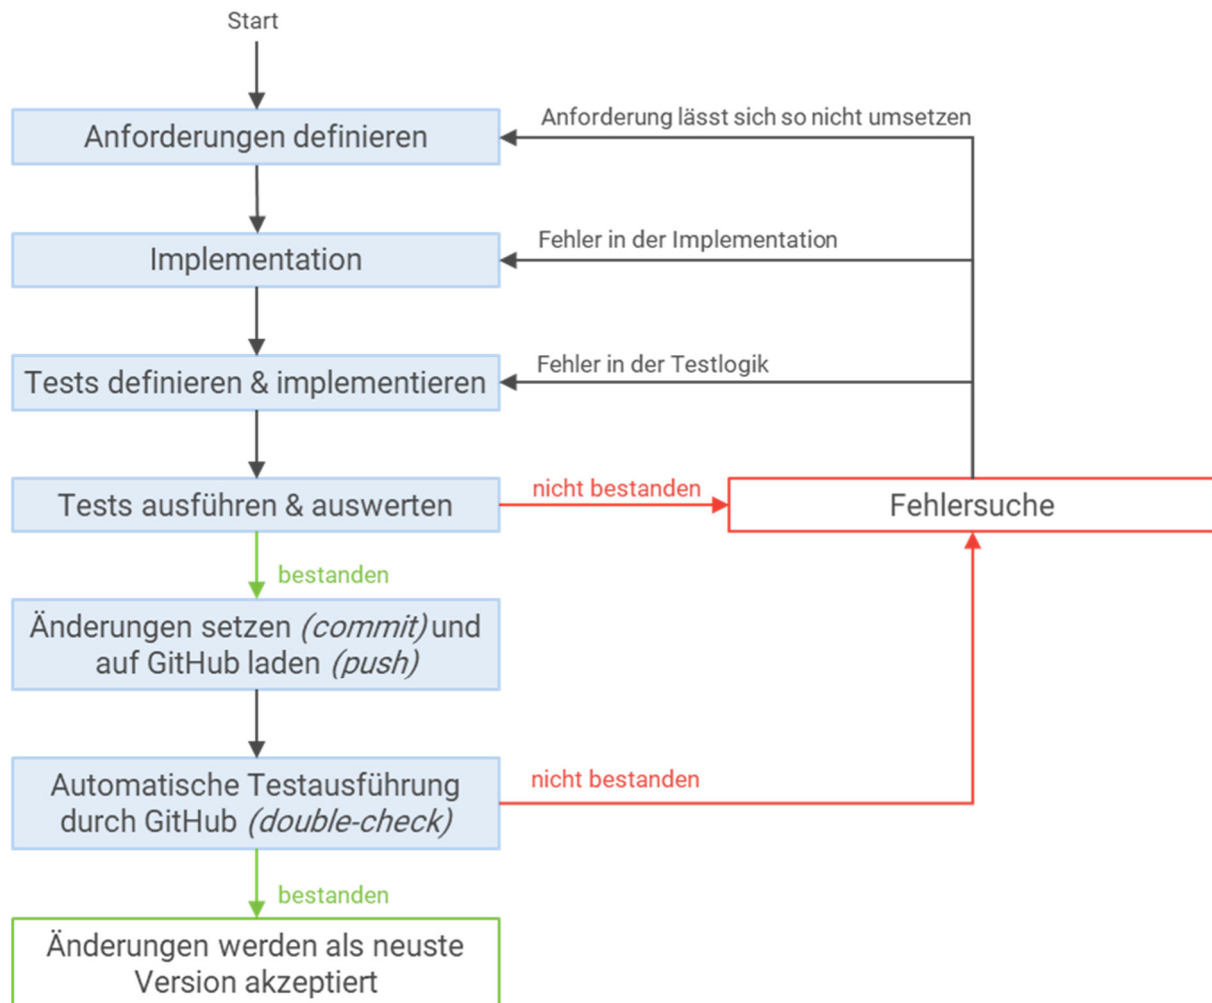 Start
Anforderungen definieren
Anforderung lässt sich so nicht umsetzen
Implementation
Fehler in der Implementation
Tests definieren & implementieren
Fehler in der Testlogik
Tests ausführen & auswerten
nicht bestanden
Fehlersuche
bestanden
Änderungen setzen (commit) und
auf GitHub laden (push)
Automatische Testausführung
durch GitHub (double-check)
nicht bestanden
bestanden
Änderungen werden als neuste
Version akzeptiert